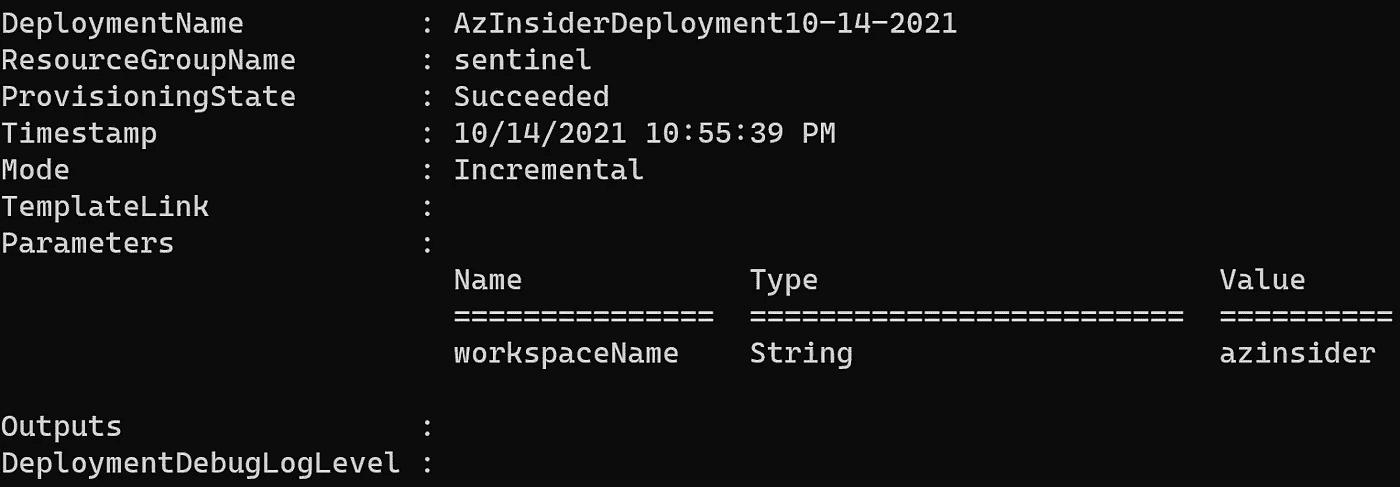 DeploymentName          : AzInsiderDeployment10-14-2021
ResourceGroupName       : sentinel
ProvisioningState       : Succeeded
Timestamp               : 10/14/2021 10:55:39 PM
Mode                    : Incremental
TemplateLink            :
Parameters              :
                          Name             Type                       Value
                          ===============  =========================  ==========
                          workspaceName    String                     azinsider
Outputs                 :
DeploymentDebugLogLevel :